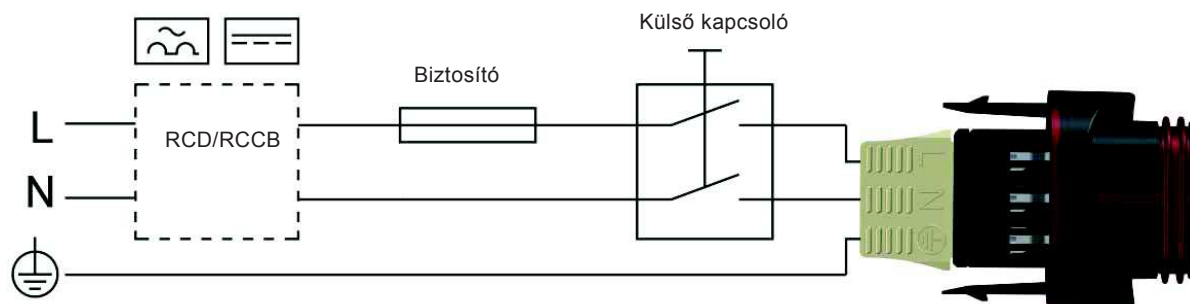 Külső kapcsoló
Biztosító
RCD/RCCB
L
N
L
N